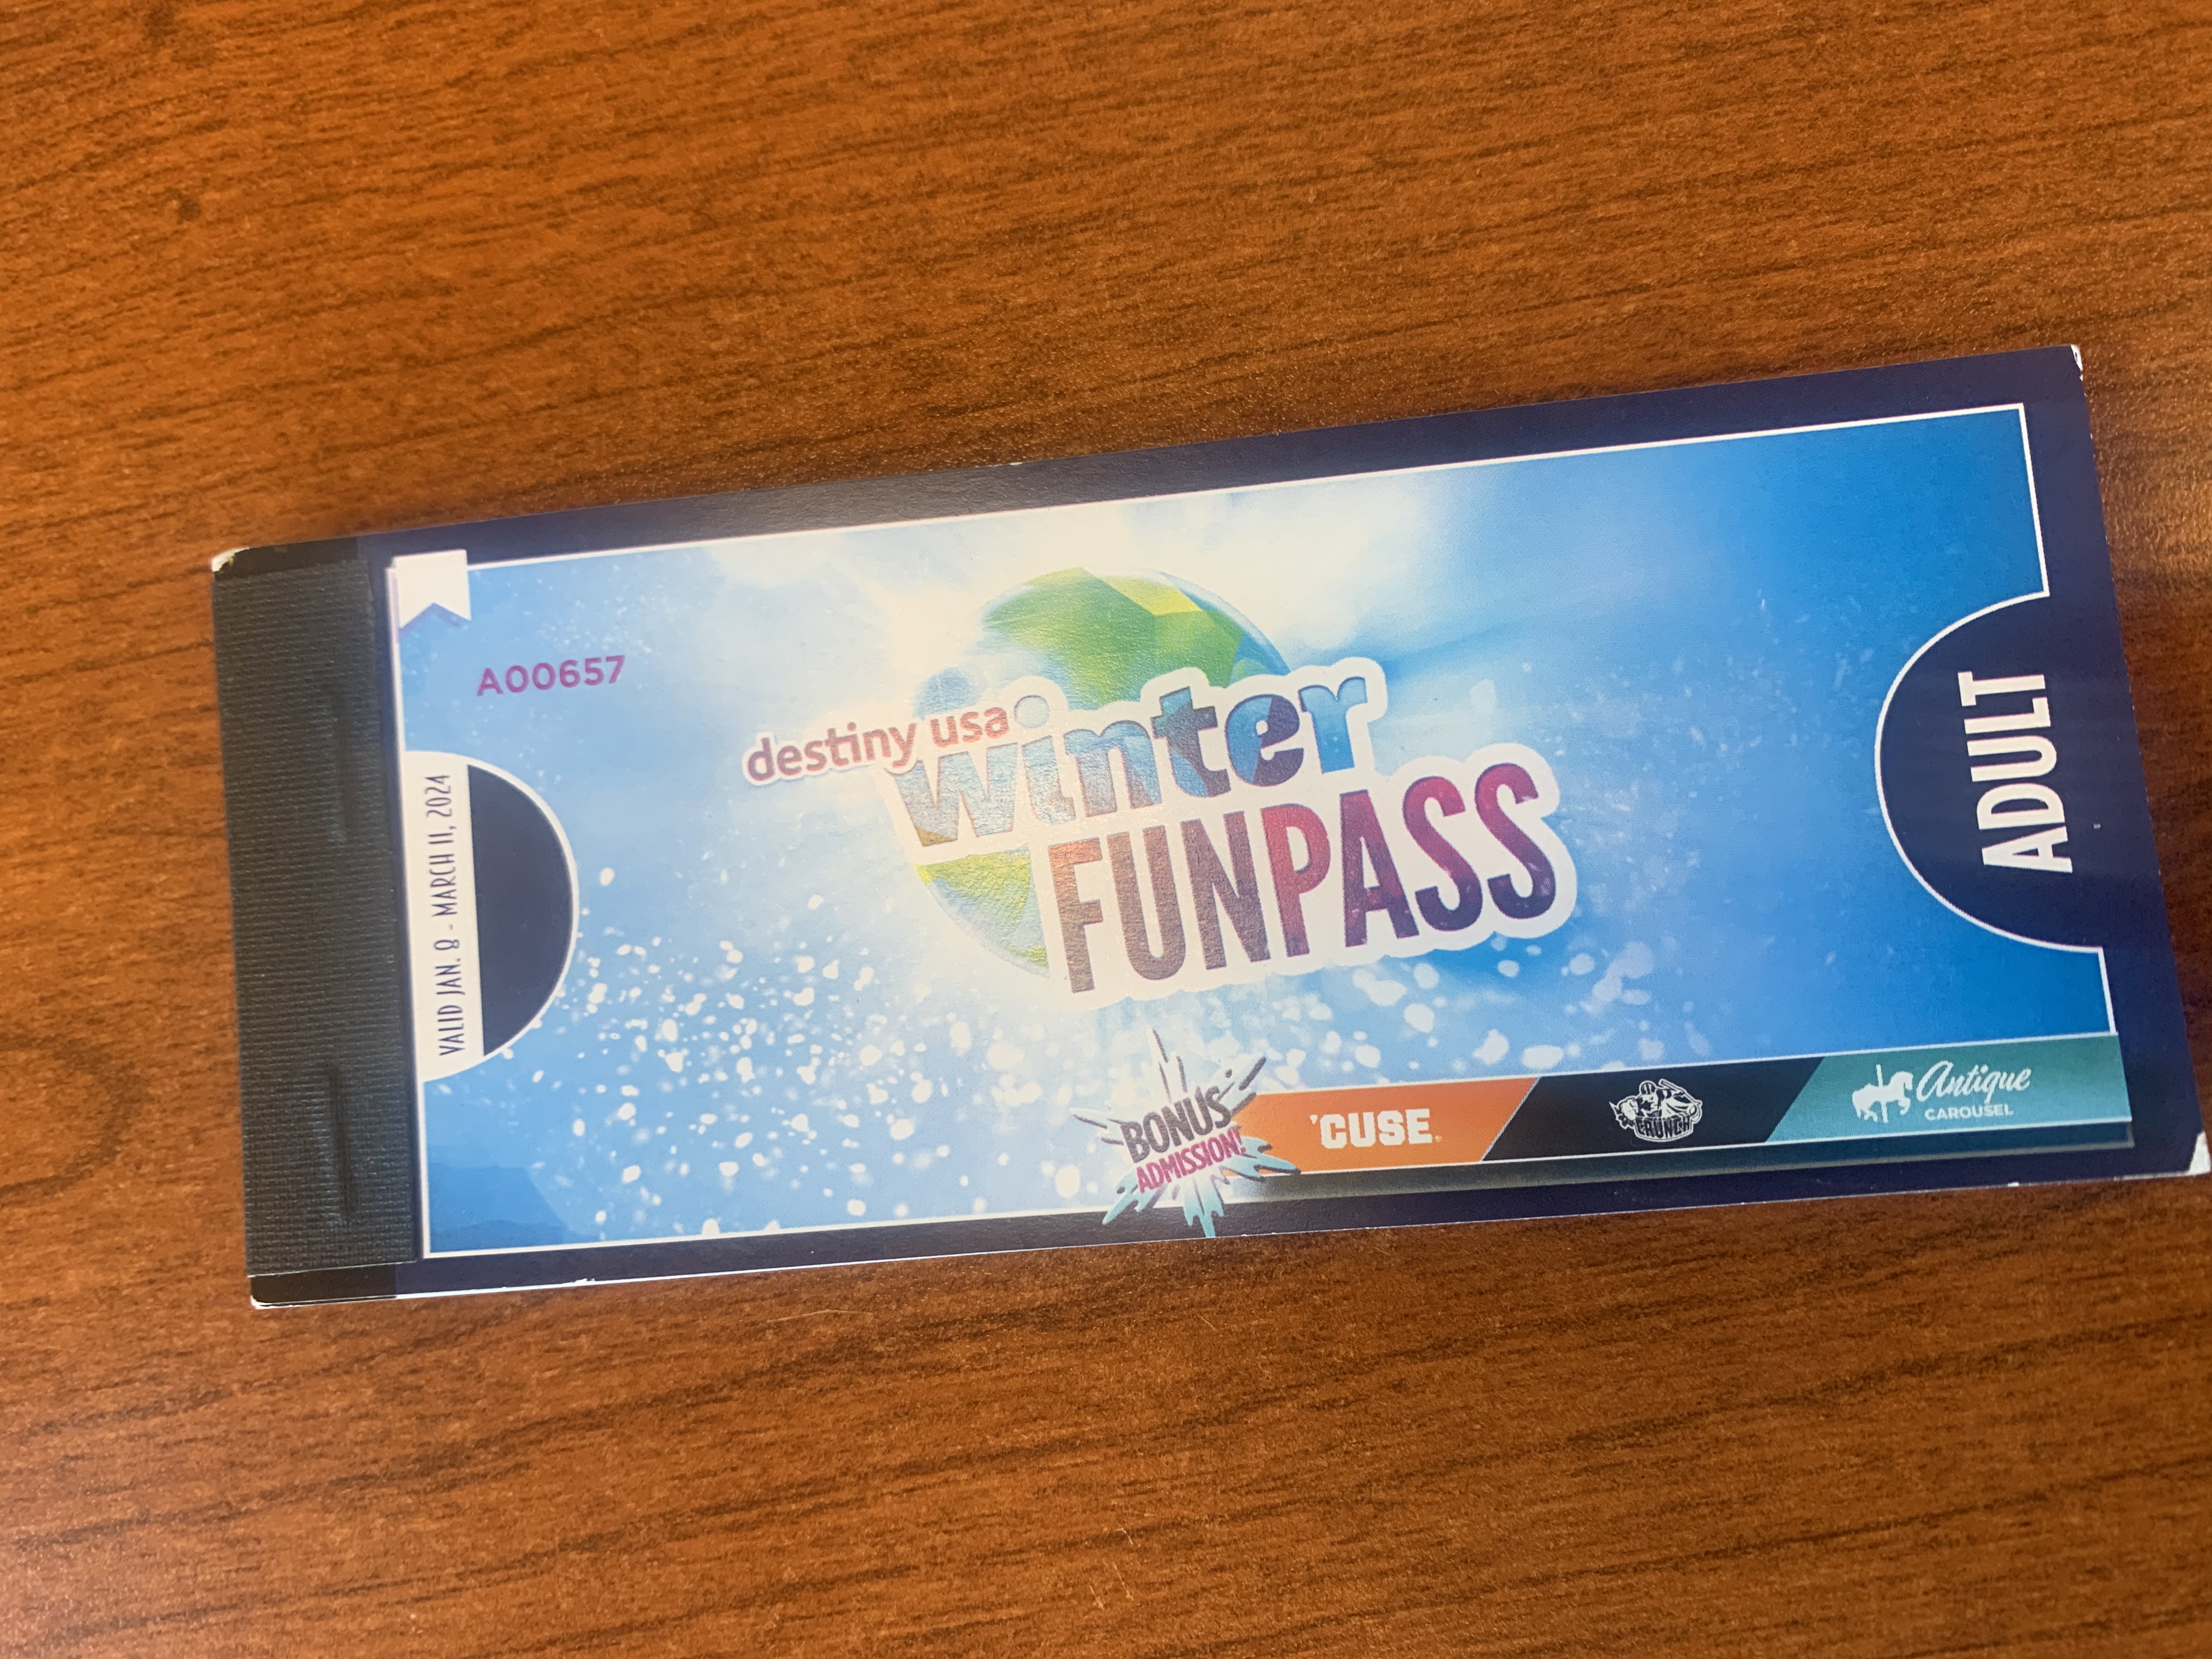 A00657
VALID JAN. 8 - MARCH 11, 2024
destiny usa
winter
FUNPASS
ADULT
BONUS
ADMISSION!
'CUSE
CRUNCH
Antique
CAROUSEL